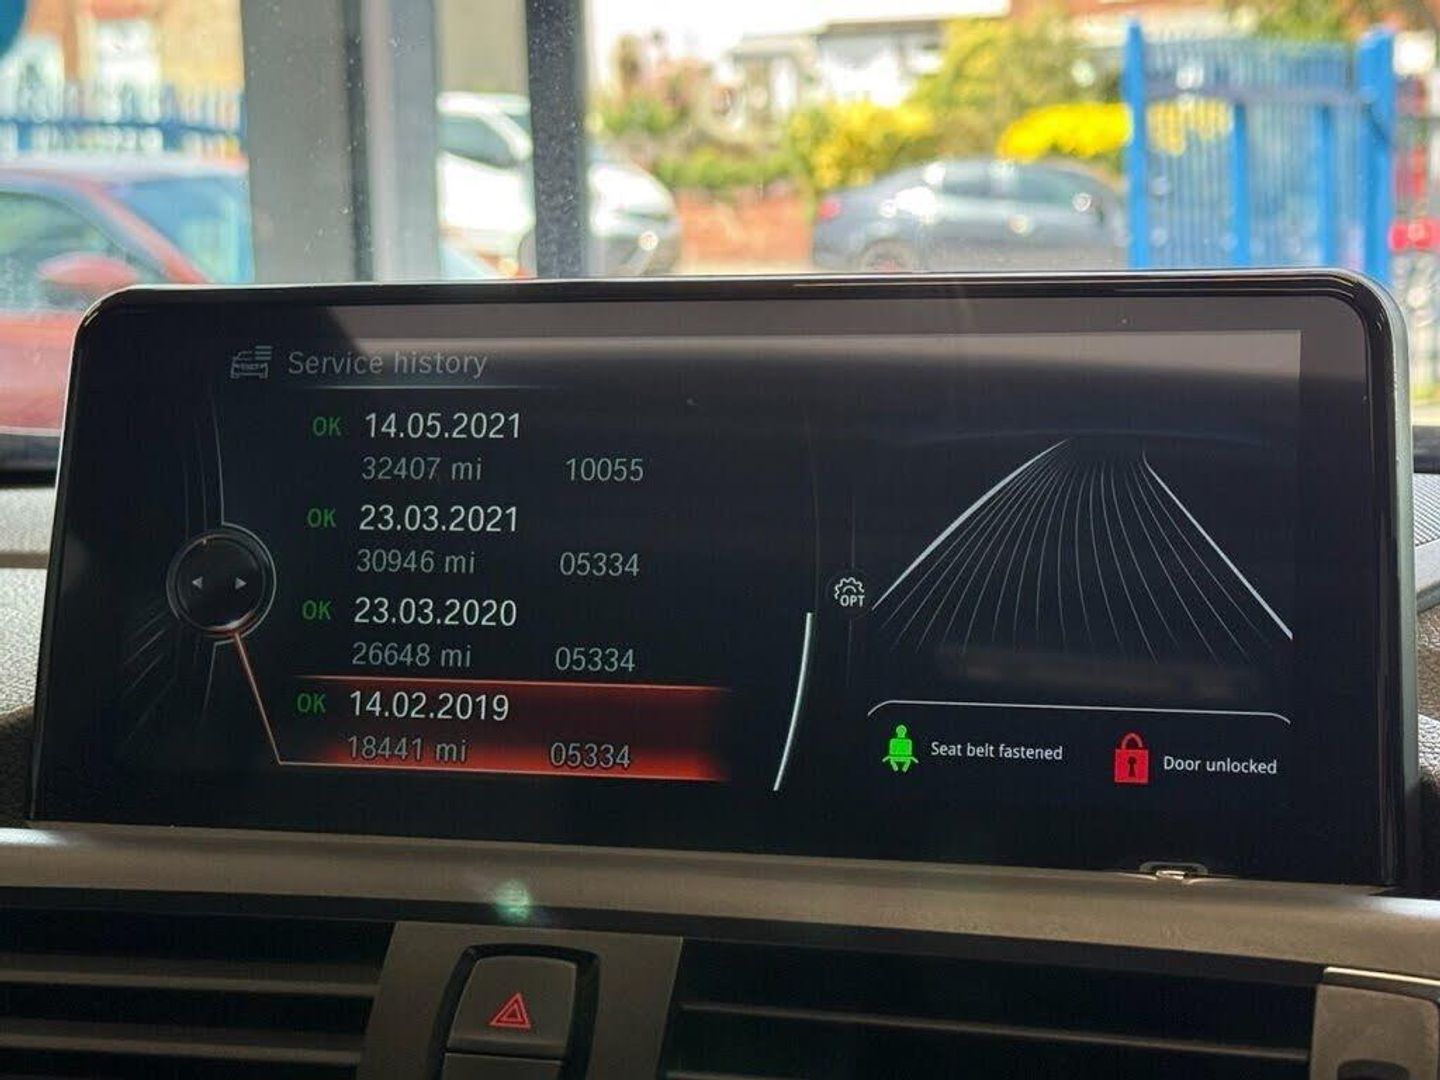 Service history
OK 14.05.2021
32407 mi 10055
OK 23.03.2021
30946 mi 05334
OK 23.03.2020
26648 mi 05334
OK 14.02.2019
18441 mi 05334
OPT
Seat belt fastened
Door unlocked